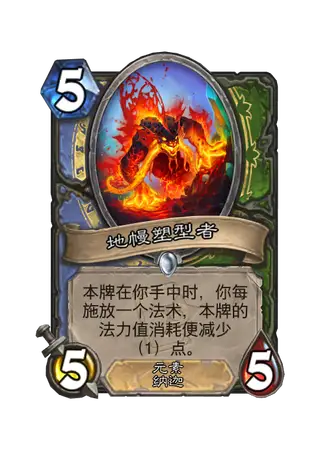 5
地幔塑型者
本牌在你手中时，你每
施放一个法术，本牌的
法力值消耗便减少
（1）点。
5
元素
纳迦
5